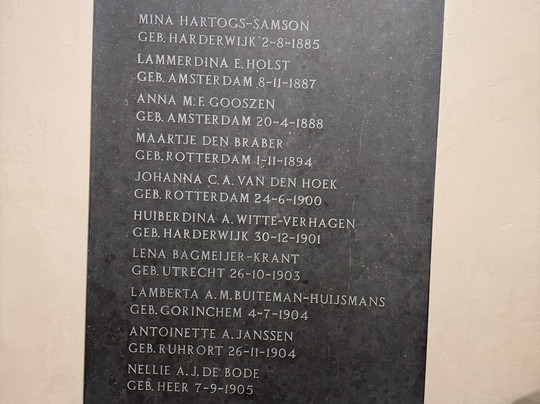 MINA HARTOGS-SAMSON
GEB. HARDERWIJK 2-8-1885
LAMMERDINA E. HOLST
GEB. AMSTERDAM 8-11-1887
ANNA M. F. GOOSZEN
GEB. AMSTERDAM 20-4-1888
MAARTJE DEN BRABER
GEB. ROTTERDAM 1-11-1894
JOHANNA C. A. VAN DEN HOEK
GEB. ROTTERDAM 24-6-1900
HUIBERDINA A. WITTE-VERHAGEN
GEB. HARDERWIJK 30-12-1901
LENA BAGMEIJER-KRANT
GEB. UTRECHT 26-10-1903
LAMBERTA A. M. BUITEMAN-HUIJSMANS
GEB. GORINCHEM 4-7-1904
ANTOINETTE A. JANSSEN
GEB. RUHRORT 26-11-1904
NELLIE A. J. DE BODE
GEB. HEER 7-9-1905